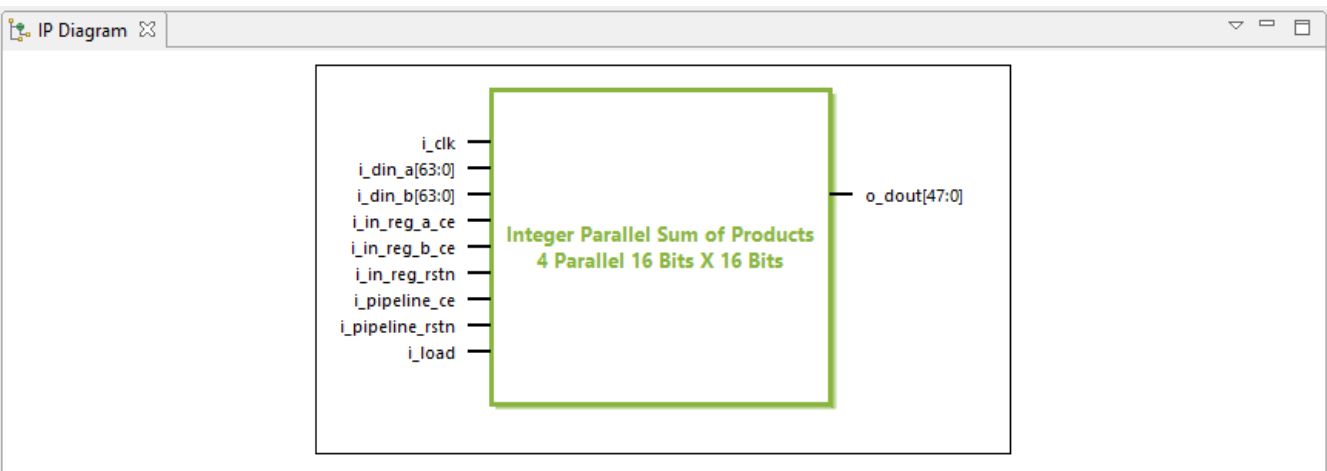 IP Diagram
i_clk
i_din_a[63:0]
i_din_b[63:0]
i_in_reg_a_ce
i_in_reg_b_ce
i_in_reg_rstn
i_pipeline_ce
i_pipeline_rstn
i_load
Integer Parallel Sum of Products
4 Parallel 16 Bits X 16 Bits
o_dout[47:0]